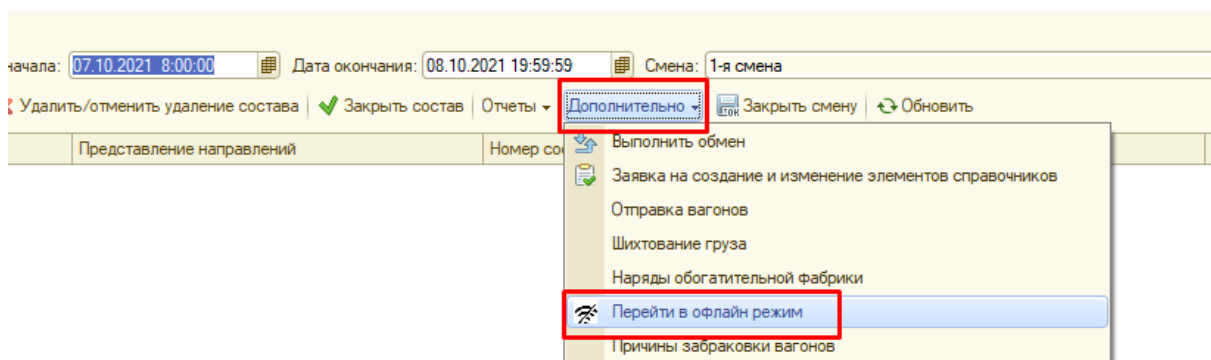 начала: 07.10.2021 8:00:00 Дата окончания: 08.10.2021 19:59:59 Смена: 1-я смена
Удалить/отменить удаление состава Закрыть состав Отчеты Дополнительно Закрыть смену Обновить
Представление направлений Номер со
Выполнить обмен
Заявка на создание и изменение элементов справочников
Отправка вагонов
Шихтование груза
Наряды обогатительной фабрики
Перейти в офлайн режим
Причины забраковки вагонов